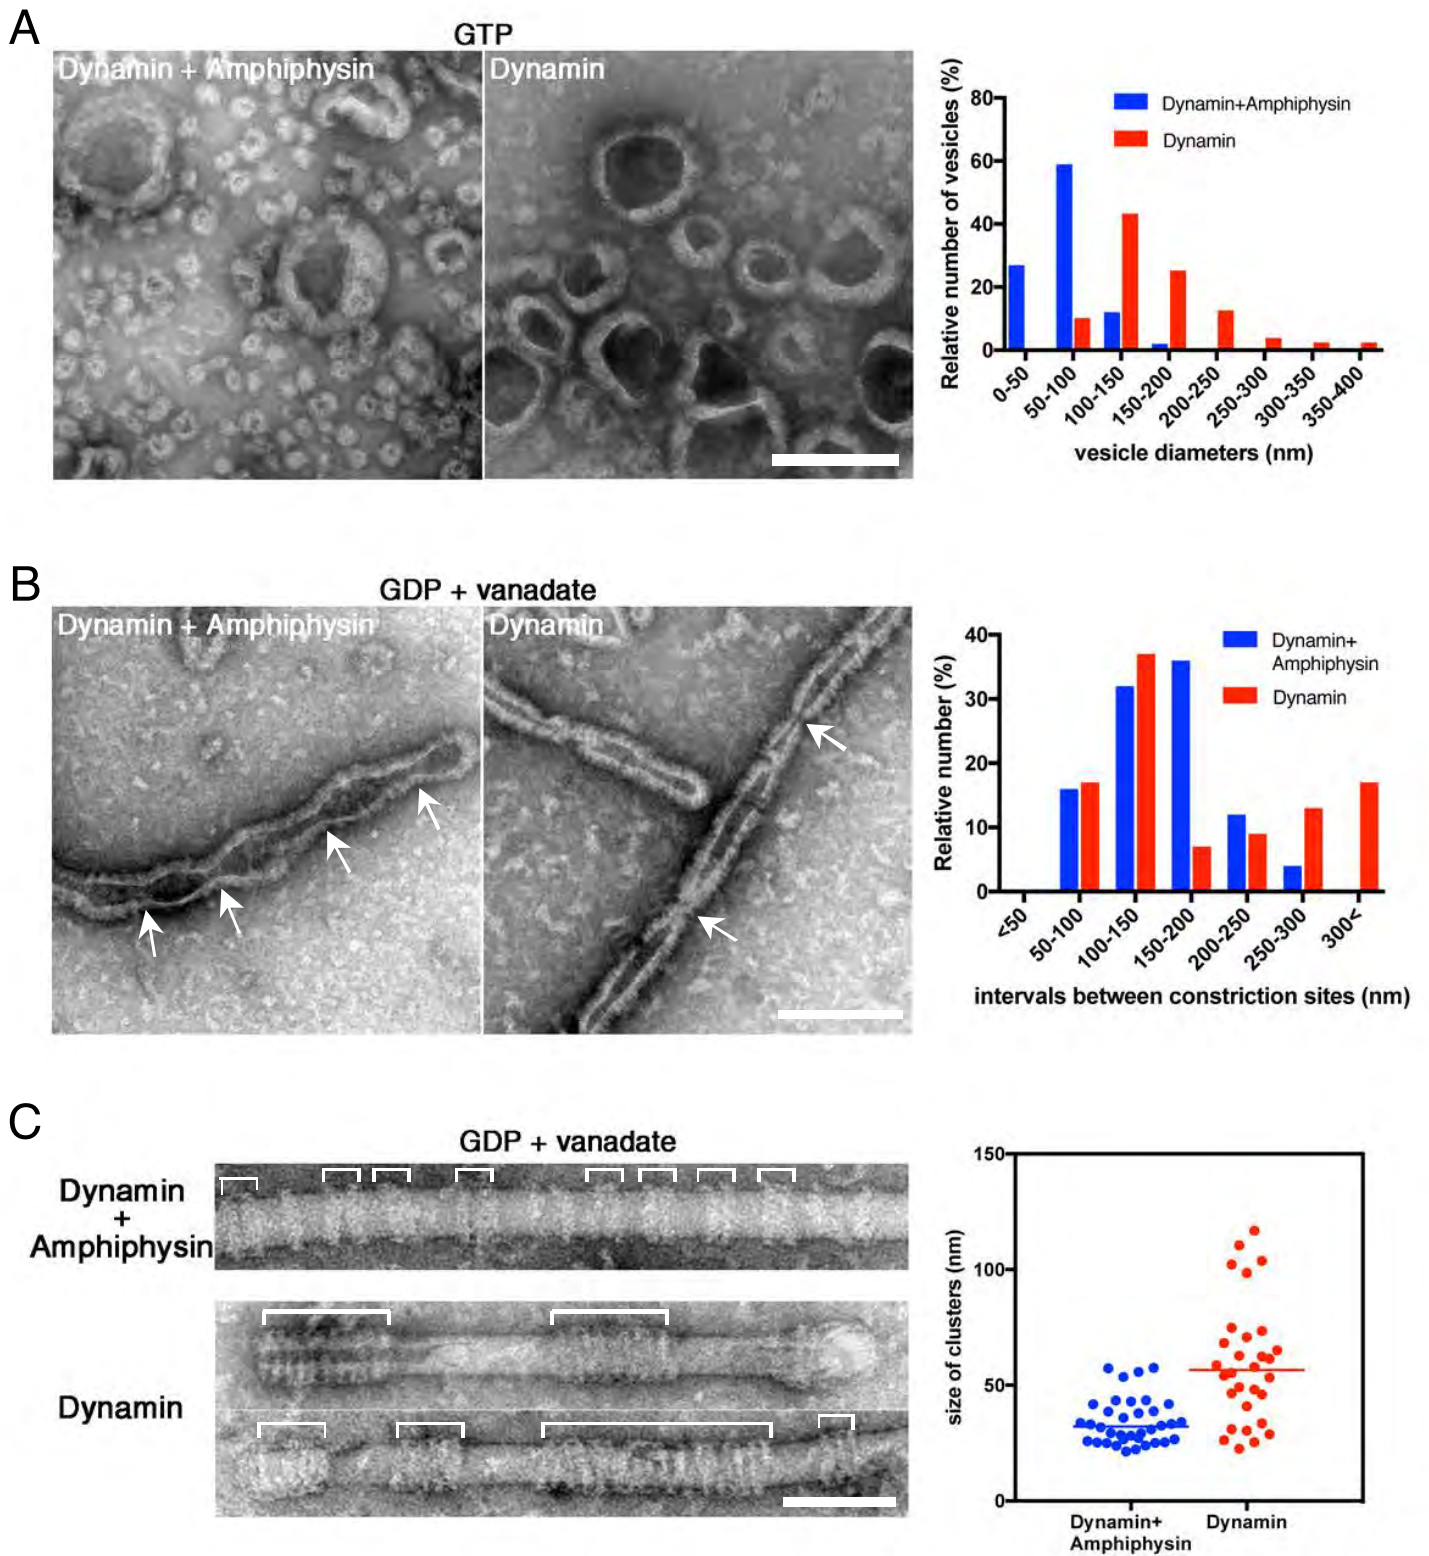 A
GTP
Dynamin + Amphiphysin
Dynamin
Relative number of vesicles (%)
80
60
40
20
0
Dynamin+Amphiphysin
Dynamin
0-50
50-100
100-150
150-200
200-250
250-300
300-350
350-400
vesicle diameters (nm)
B
GDP + vanadate
Dynamin + Amphiphysin
Dynamin
Relative number (%)
40
30
20
10
0
Dynamin+
Amphiphysin
Dynamin
<50
50-100
100-150
150-200
200-250
250-300
300<
intervals between constriction sites (nm)
C
GDP + vanadate
Dynamin
+
Amphiphysin
Dynamin
size of clusters (nm)
150
100
50
0
Dynamin+
Amphiphysin
Dynamin